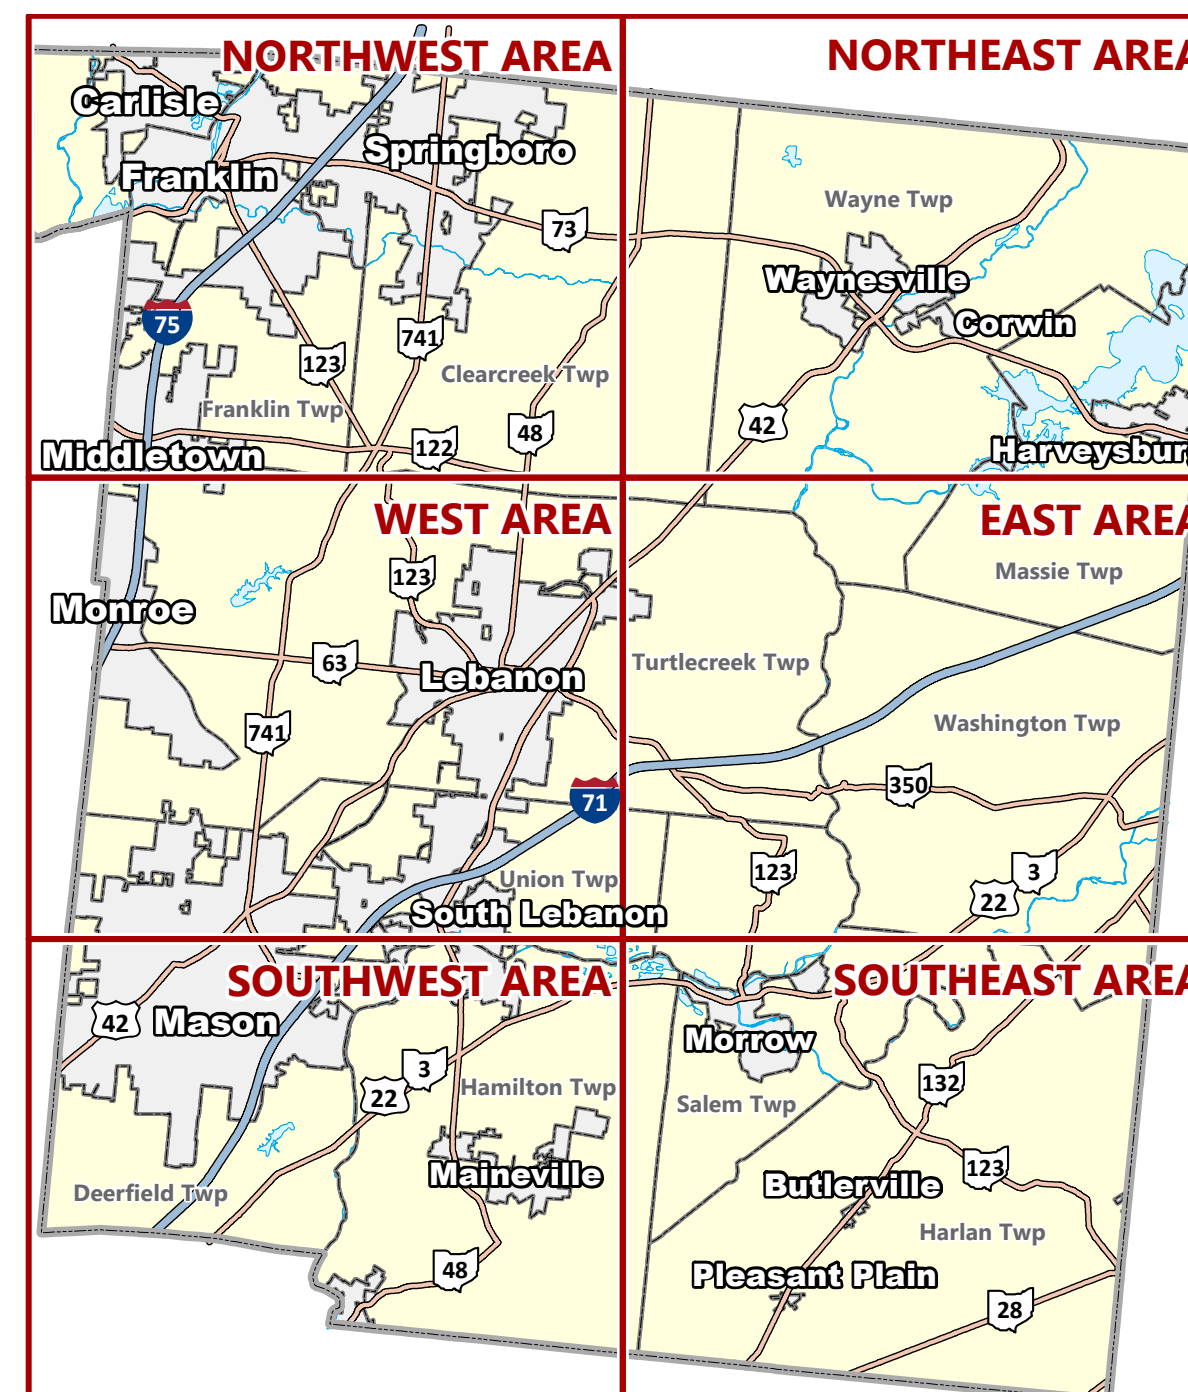 NORTHWEST AREA
Carlisle
Springboro
Franklin
73
75
741
123
Clearcreek Twp
Franklin Twp
48
122
Middletown
NORTHEAST AREA
Wayne Twp
Waynesville
Corwin
42
Harveysbur
WEST AREA
123
Monroe
63
Lebanon
741
71
Union Twp
South Lebanon
EAST AREA
Massie Twp
Turtlecreek Twp
Washington Twp
350
123
3
22
SOUTHWEST AREA
42
Mason
3
22
Hamilton Twp
Maineville
Deerfield Twp
48
SOUTHEAST AREA
Morrow
132
Salem Twp
123
Butlerville
Harlan Twp
Pleasant Plain
28